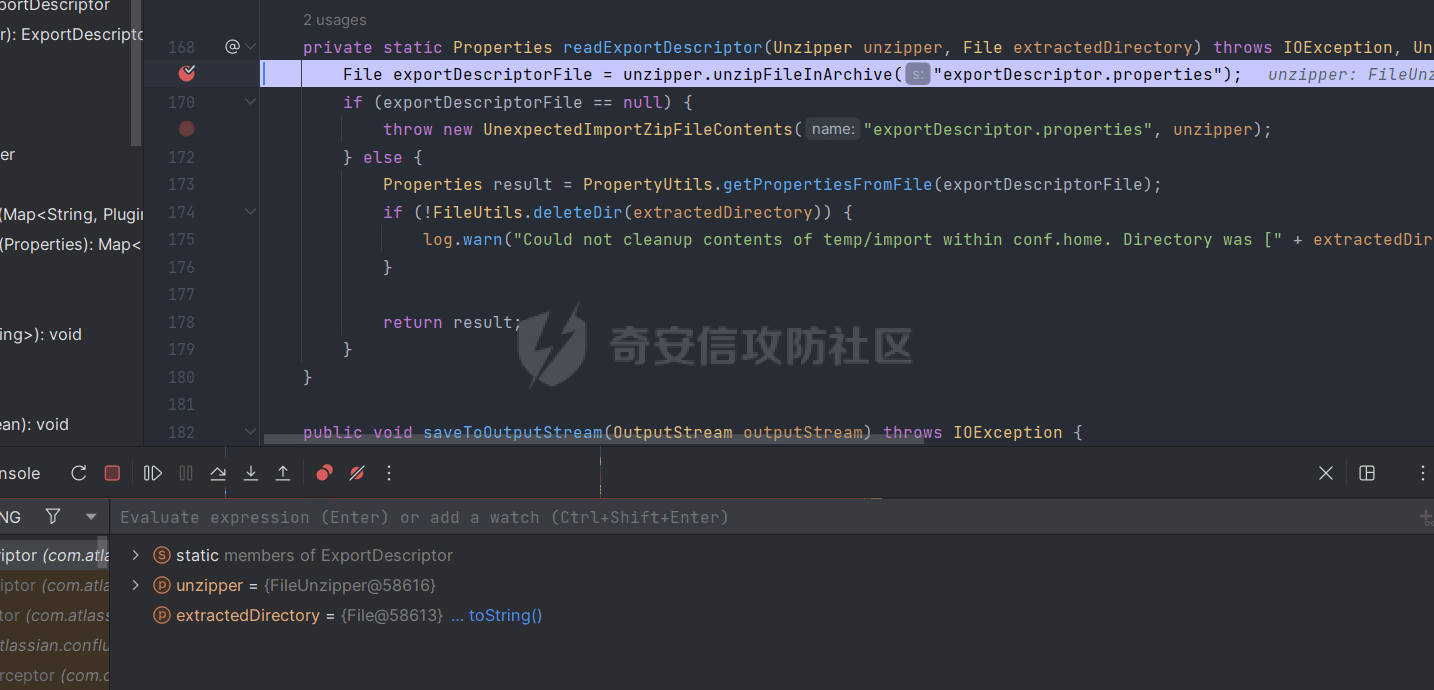 portDescriptor
r): ExportDescripto
er
(Map<String, Plugin
(Properties): Map<
ing>): void
ean): void
2 usages
168 @ private static Properties readExportDescriptor(Unzipper unzipper, File extractedDirectory) throws IOException, Un
File exportDescriptorFile = unzipper.unzipFileInArchive( s: "exportDescriptor.properties"); unzipper: FileUnz
170 if (exportDescriptorFile == null) {
throw new UnexpectedImportZipFileContents( name: "exportDescriptor.properties", unzipper);
172 } else {
173 Properties result = PropertyUtils.getPropertiesFromFile(exportDescriptorFile);
174 if (!FileUtils.deleteDir(extractedDirectory)) {
175 log.warn("Could not cleanup contents of temp/import within conf.home. Directory was [" + extractedDir
176 }
177
178 return result;
179 }
180 }
181
182 public void saveToOutputStream(OutputStream outputStream) throws IOException {
奇安信攻防社区
nsole
NG
Evaluate expression (Enter) or add a watch (Ctrl+Shift+Enter)
riptor (com.atla
riptor (com.atla
tor (com.atlass
tlassian.conflu
rceptor (com.c
static members of ExportDescriptor
unzipper = {FileUnzipper@58616}
extractedDirectory = {File@58613} ... toString()